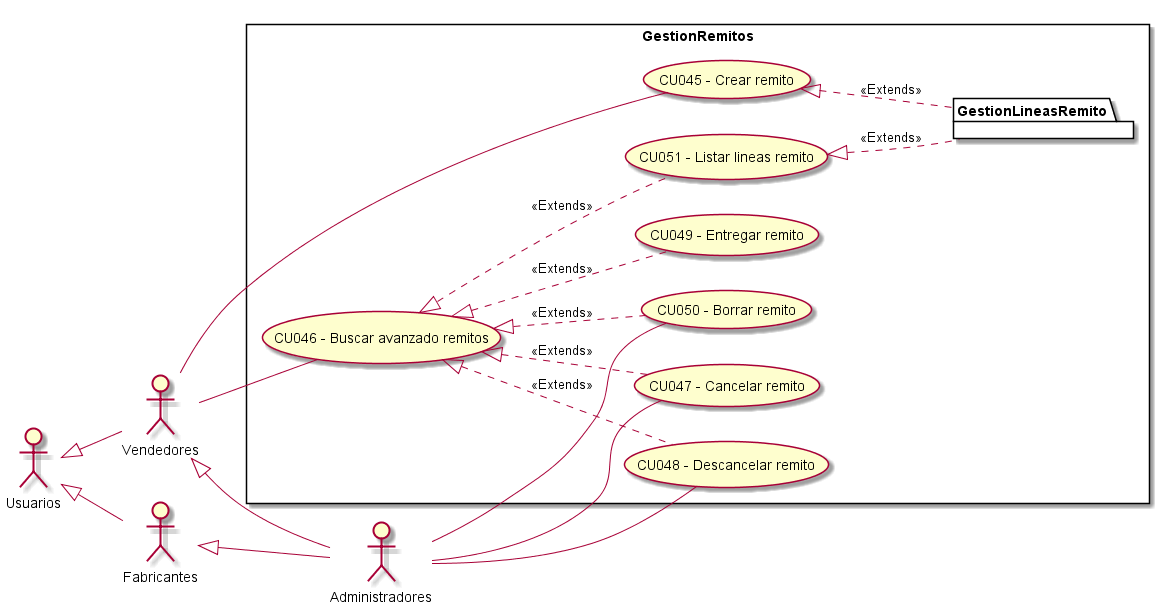 GestionRemitos
CU045 - Crear remito
«Extends»
GestionLineasRemito
«Extends»
CU051 - Listar lineas remito
«Extends»
CU049 - Entregar remito
«Extends»
CU050 - Borrar remito
«Extends»
CU046 - Buscar avanzado remitos
«Extends»
CU047 - Cancelar remito
«Extends»
CU048 - Descancelar remito
Vendedores
Usuarios
Fabricantes
Administradores